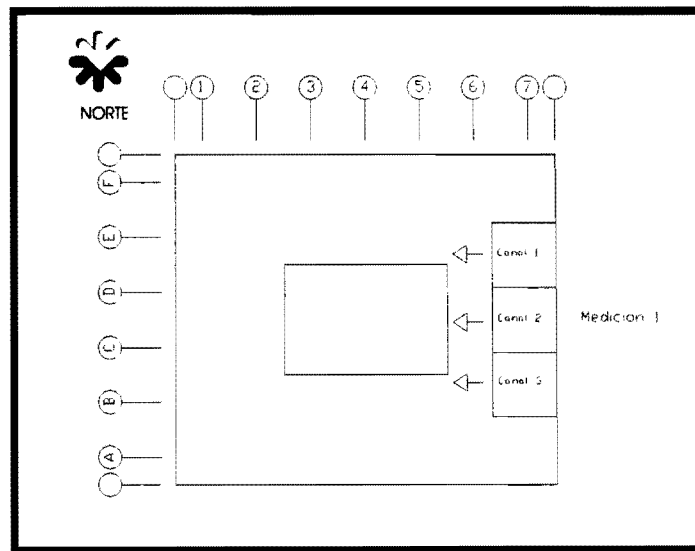 NORTE
1 2 3 4 5 6 7
F
E
D
C
B
A
Canal 1
Canal 2
Canal 3
Medicion 1